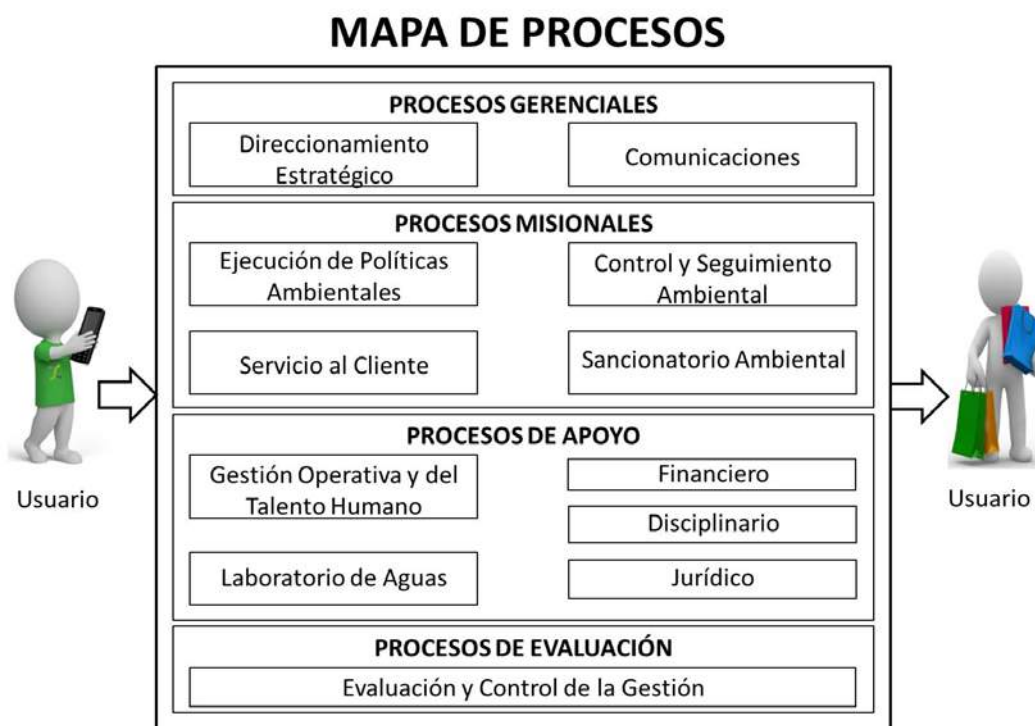 MAPA DE PROCESOS
PROCESOS GERENCIALES
Direccionamiento
Estratégico
Comunicaciones
PROCESOS MISIONALES
Ejecución de Políticas
Ambientales
Control y Seguimiento
Ambiental
Servicio al Cliente
Sancionatorio Ambiental
PROCESOS DE APOYO
Gestión Operativa y del
Talento Humano
Financiero
Disciplinario
Laboratorio de Aguas
Jurídico
PROCESOS DE EVALUACIÓN
Evaluación y Control de la Gestión
Usuario
Usuario